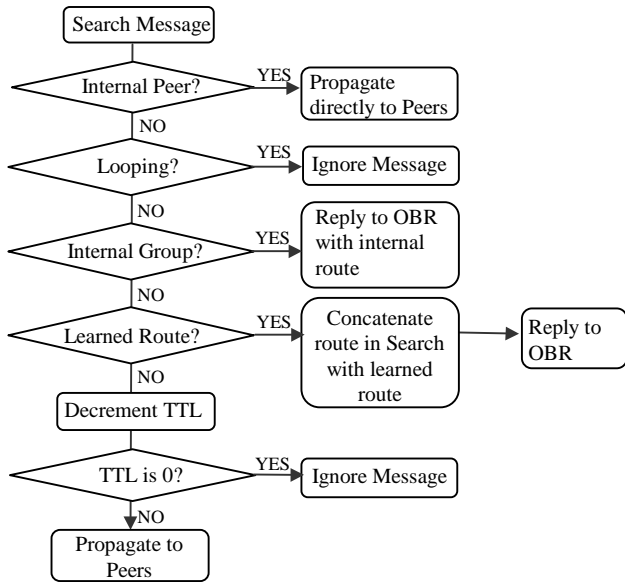 Search Message
Internal Peer?
YES
Propagate
directly to Peers
NO
Looping?
YES
Ignore Message
NO
Internal Group?
YES
Reply to OBR
with internal
route
NO
Learned Route?
YES
Concatenate
route in Search
with learned
route
Reply to
OBR
NO
Decrement TTL
TTL is 0?
YES
Ignore Message
NO
Propagate to
Peers